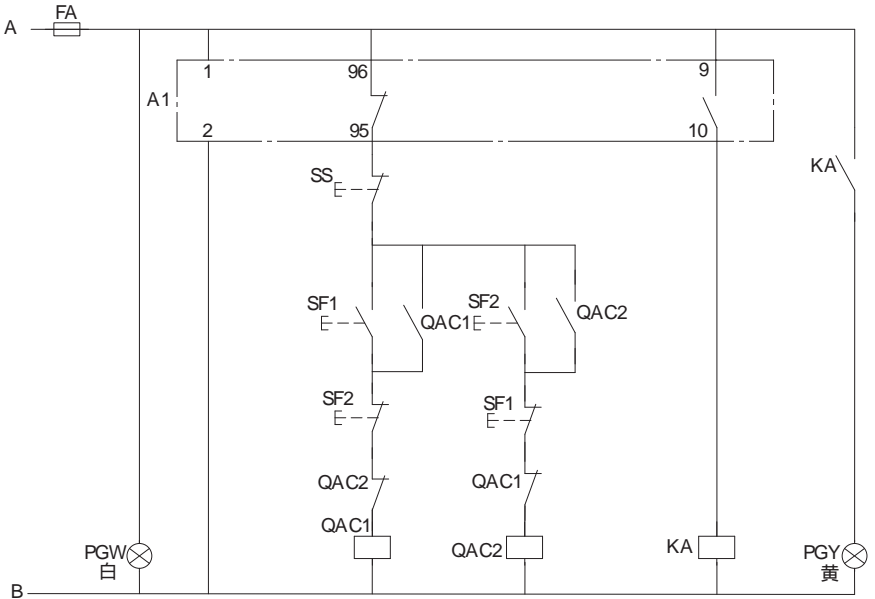 FA
A
1
96
9
A1
2
95
10
KA
SS
SF1
QAC1
SF2
QAC2
SF2
SF1
QAC2
QAC1
QAC1
PGW
白
QAC2
KA
PGY
黄
B